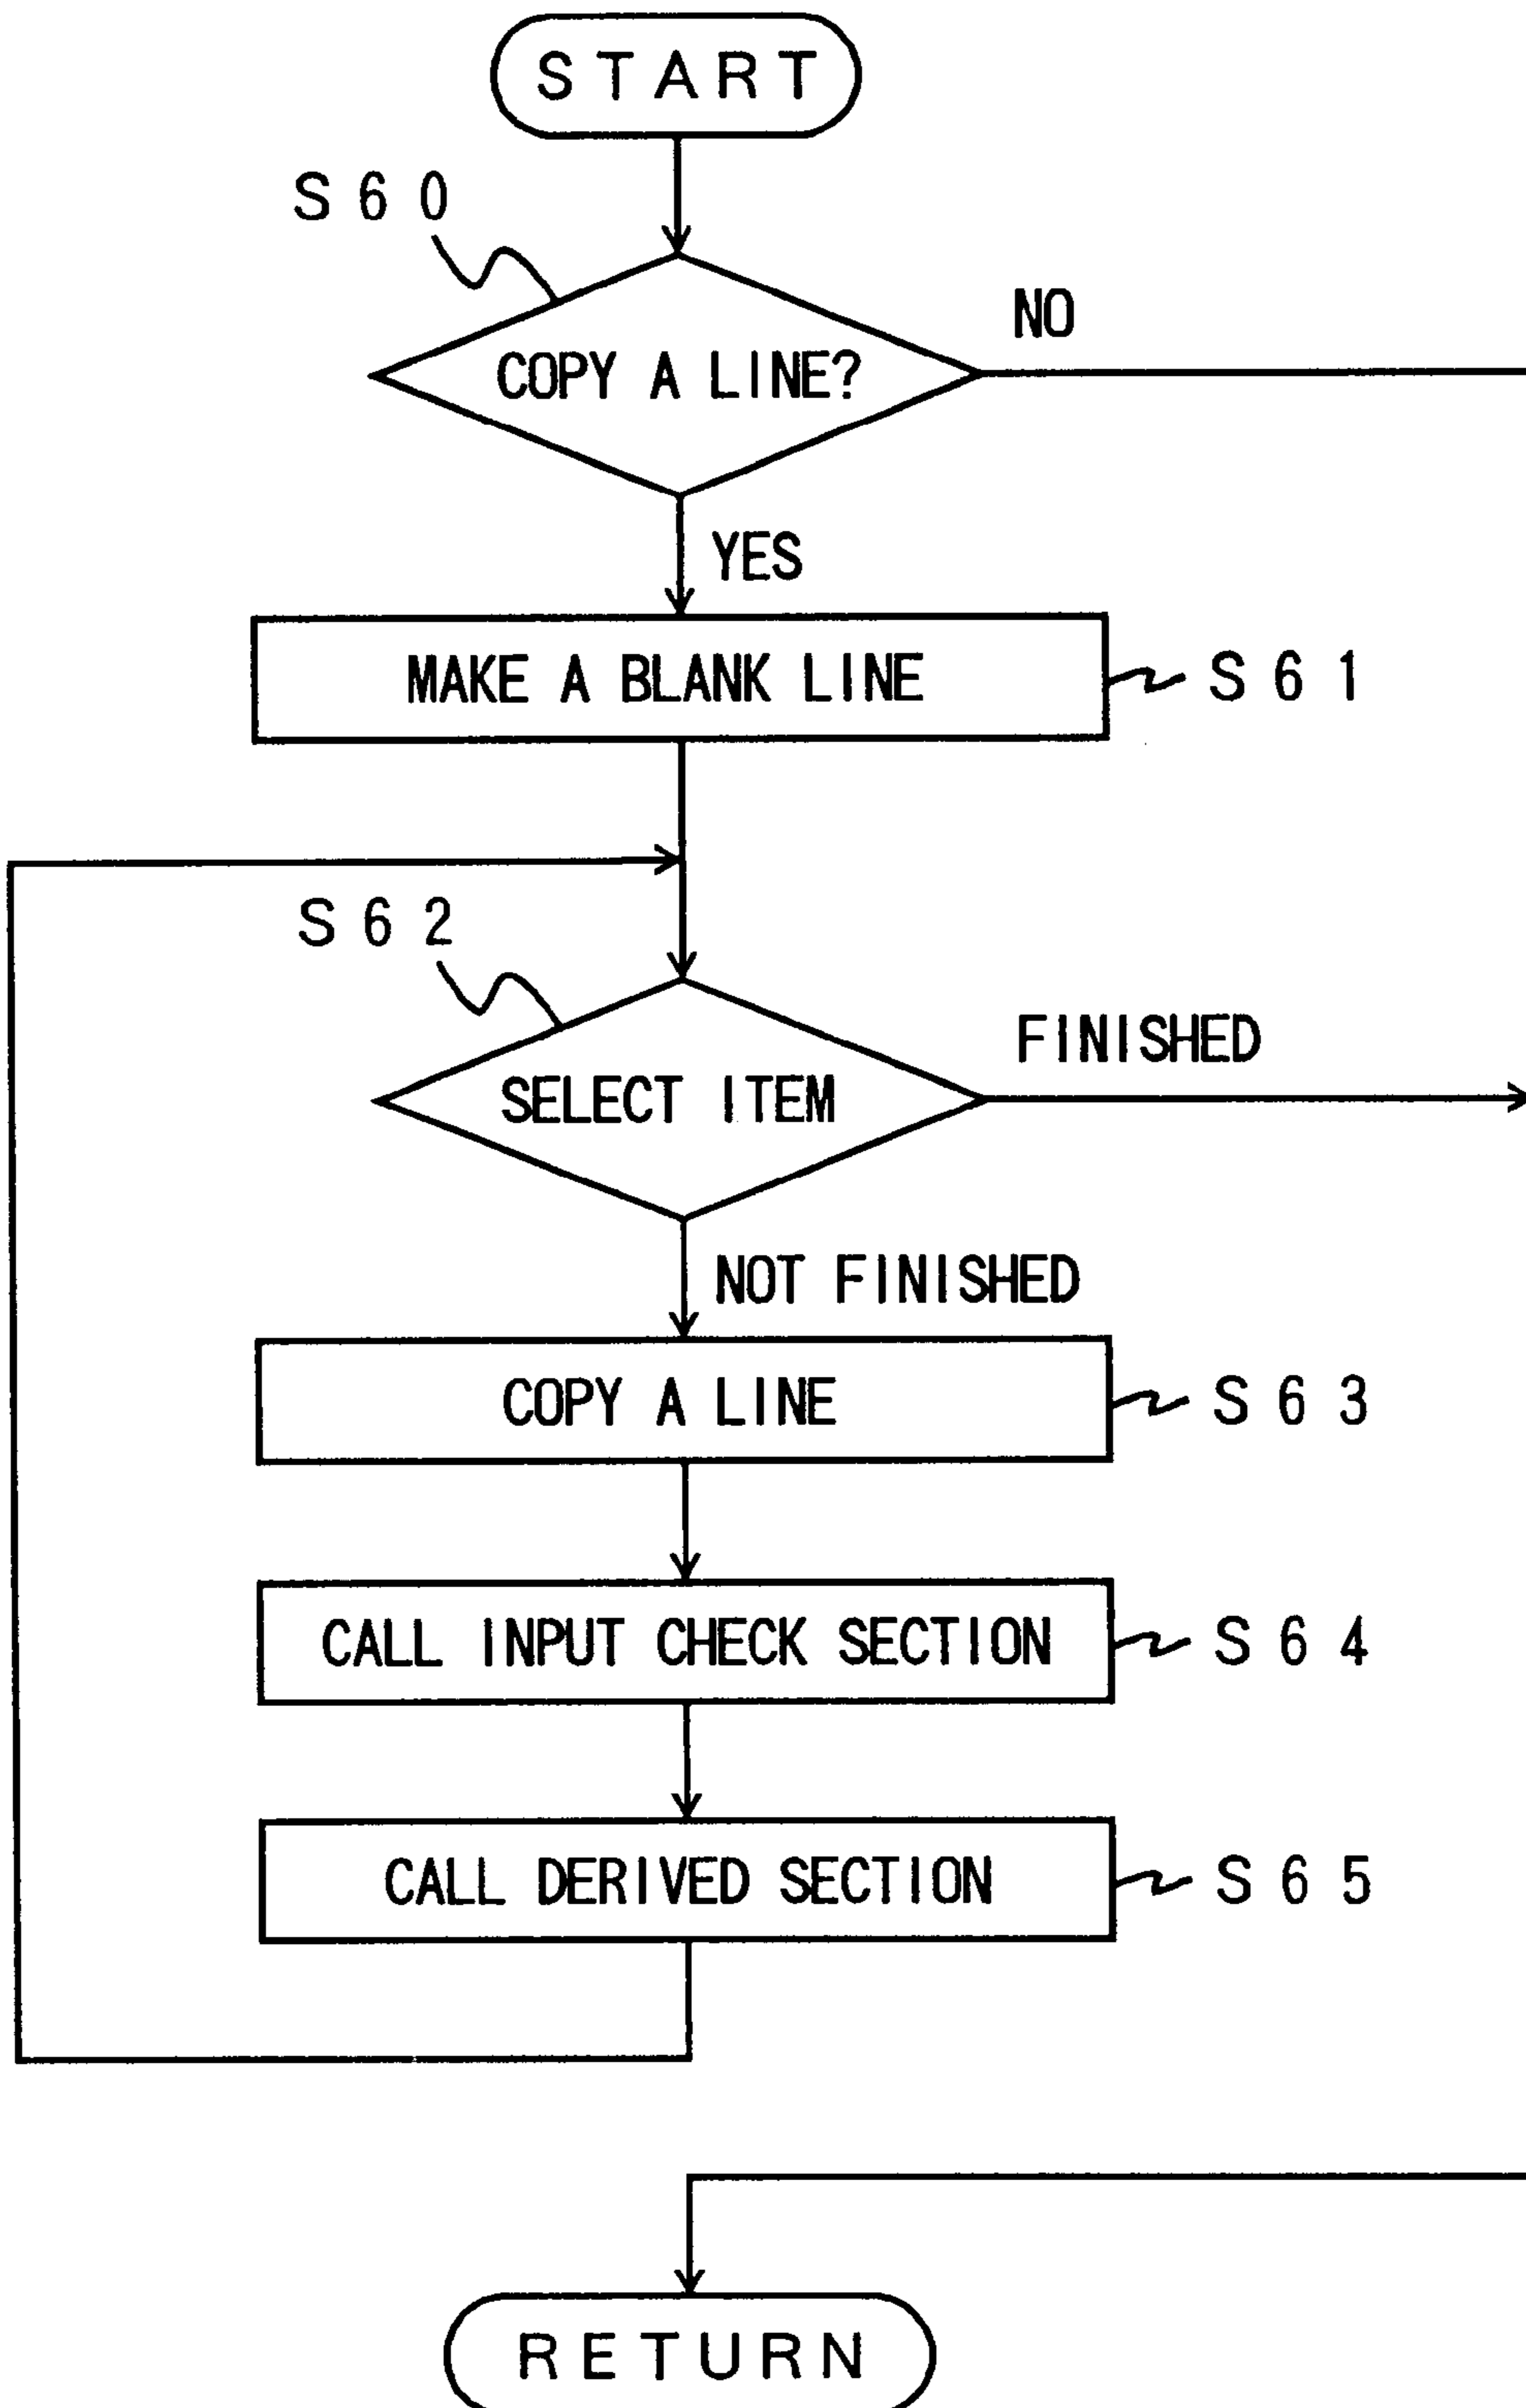 START
S60
NO
COPY A LINE?
YES
MAKE A BLANK LINE
S61
S62
FINISHED
SELECT ITEM
NOT FINISHED
COPY A LINE
S63
CALL INPUT CHECK SECTION
S64
CALL DERIVED SECTION
S65
RETURN